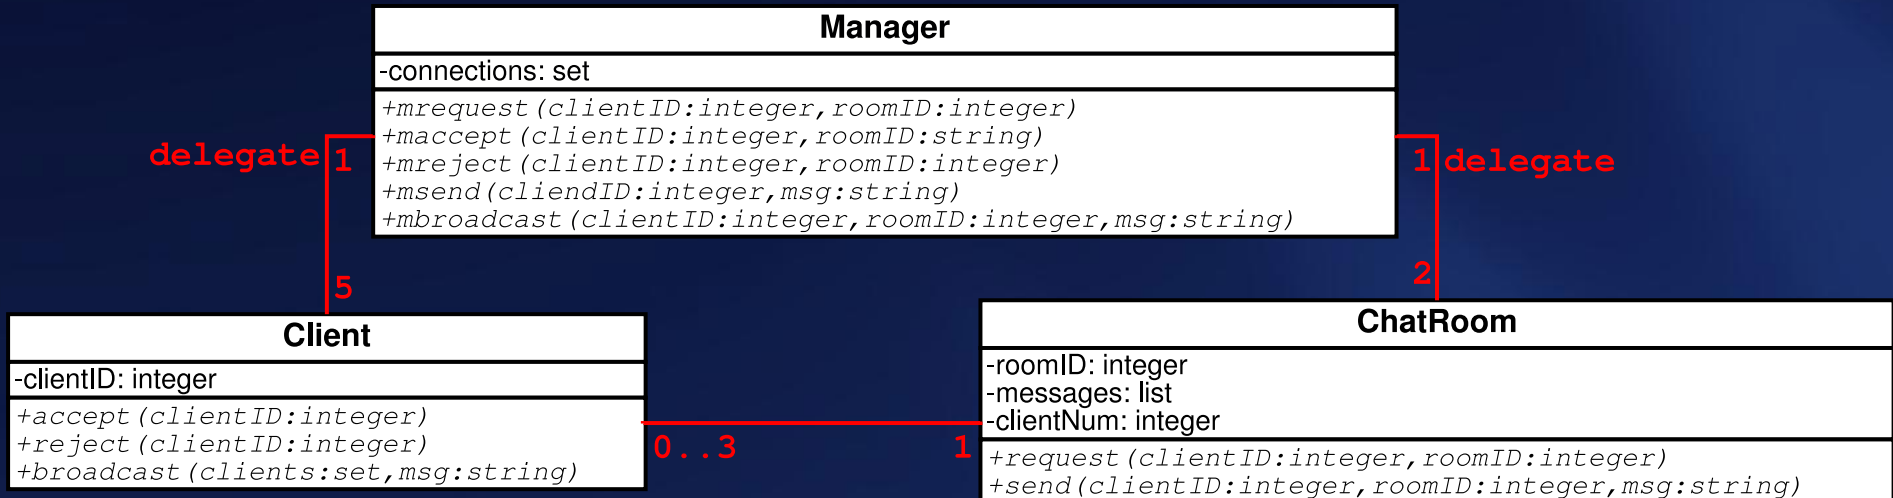 Manager
-connections: set
+mrequest(clientID:integer,roomID:integer)
+maccept(clientID:integer,roomID:string)
+mreject(clientID:integer,roomID:integer)
+msend(cliendID:integer,msg:string)
+mbroadcast(clientID:integer,roomID:integer,msg:string)
delegate 1
1 delegate
5
2
Client
-clientID: integer
+accept(clientID:integer)
+reject(clientID:integer)
+broadcast(clients:set,msg:string)
0..3
1
ChatRoom
-roomID: integer
-messages: list
-clientNum: integer
+request(clientID:integer,roomID:integer)
+send(clientID:integer,roomID:integer,msg:string)